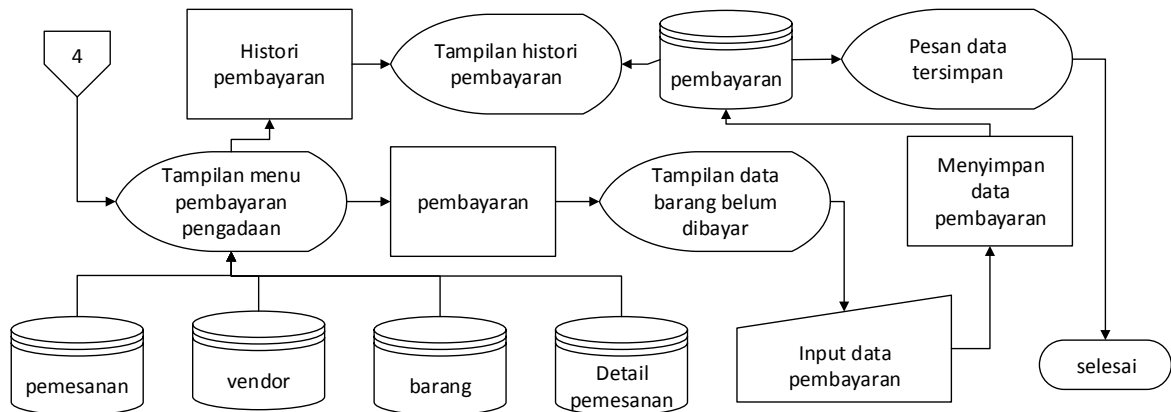 4
Histori
pembayaran
Tampilan histori
pembayaran
pembayaran
Pesan data
tersimpan
Tampilan menu
pembayaran
pengadaan
pembayaran
Tampilan data
barang belum
dibayar
Menyimpan
data
pembayaran
pemesanan
vendor
barang
Detail
pemesanan
Input data
pembayaran
selesai